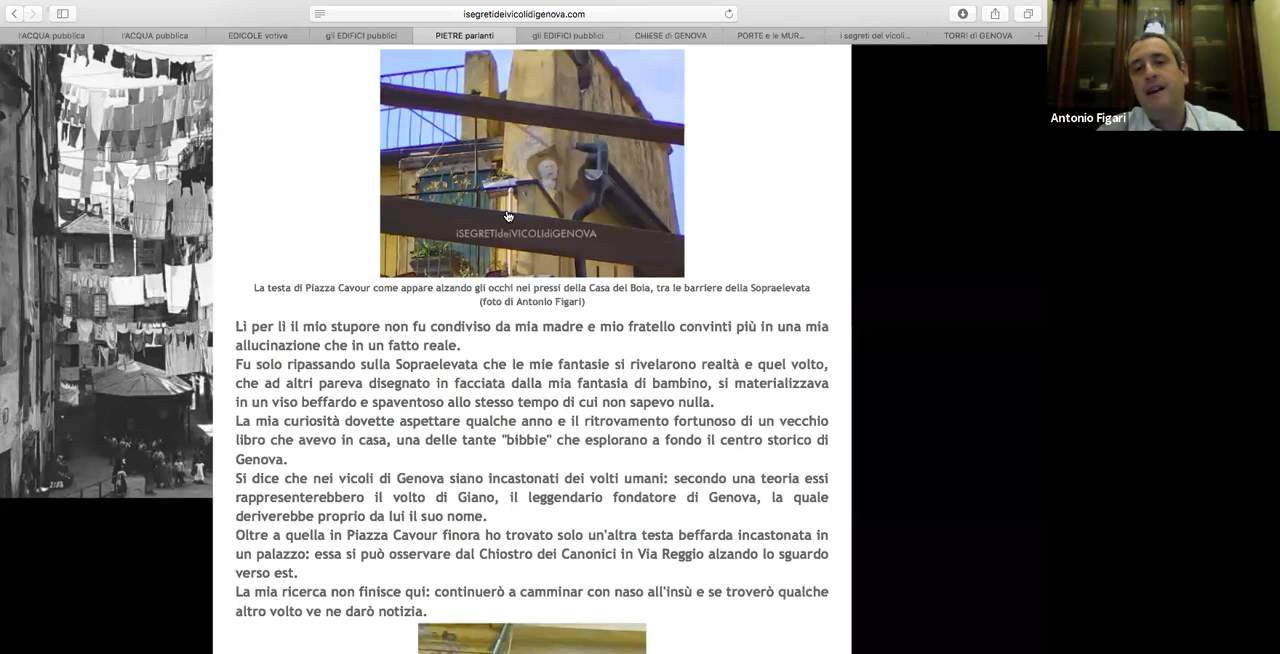 isegretideivicolidigenova.com
l'ACQUA pubblica
l'ACQUA pubblica
EDICOLE votive
gli EDIFICI pubblici
PIETRE parlanti
gli EDIFICI pubblici
CHIESE di GENOVA
PORTE e le MUR...
i segreti dei vicoli...
TORRI di GENOVA
Antonio Figari
iSEGRETIdeiVICOLIdiGENOVA
La testa di Piazza Cavour come appare alzando gli occhi nei pressi della Casa del Boia, tra le barriere della Sopraelevata
(foto di Antonio Figari)
Lì per lì il mio stupore non fu condiviso da mia madre e mio fratello convinti più in una mia
allucinazione che in un fatto reale.
Fu solo ripassando sulla Sopraelevata che le mie fantasie si rivelarono realtà e quel volto,
che ad altri pareva disegnato in facciata dalla mia fantasia di bambino, si materializzava
in un viso beffardo e spaventoso allo stesso tempo di cui non sapevo nulla.
La mia curiosità dovette aspettare qualche anno e il ritrovamento fortunoso di un vecchio
libro che avevo in casa, una delle tante "bibbie" che esplorano a fondo il centro storico di
Genova.
Si dice che nei vicoli di Genova siano incastonati dei volti umani: secondo una teoria essi
rappresenterebbero il volto di Giano, il leggendario fondatore di Genova, la quale
deriverebbe proprio da lui il suo nome.
Oltre a quella in Piazza Cavour finora ho trovato solo un'altra testa beffarda incastonata in
un palazzo: essa si può osservare dal Chiostro dei Canonici in Via Reggio alzando lo sguardo
verso est.
La mia ricerca non finisce qui: continuerò a camminar con naso all'insù e se troverò qualche
altro volto ve ne darò notizia.